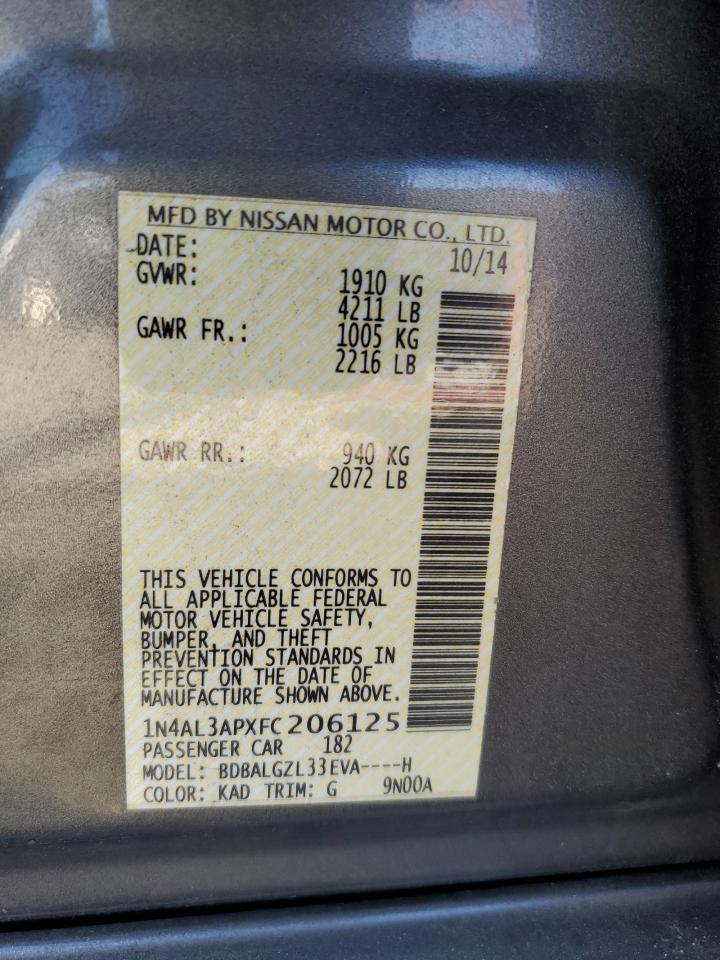 MFD BY NISSAN MOTOR CO., LTD.
DATE: 10/14
GVWR: 1910 KG
4211 LB
GAWR FR.: 1005 KG
2216 LB
GAWR RR.: 940 KG
2072 LB
THIS VEHICLE CONFORMS TO
ALL APPLICABLE FEDERAL
MOTOR VEHICLE SAFETY,
BUMPER, AND THEFT
PREVENTION STANDARDS IN
EFFECT ON THE DATE OF
MANUFACTURE SHOWN ABOVE.
1N4AL3APXFC206125
PASSENGER CAR 182
MODEL: BDBALGZL33EVA----H
COLOR: KAD TRIM: G 9N00A